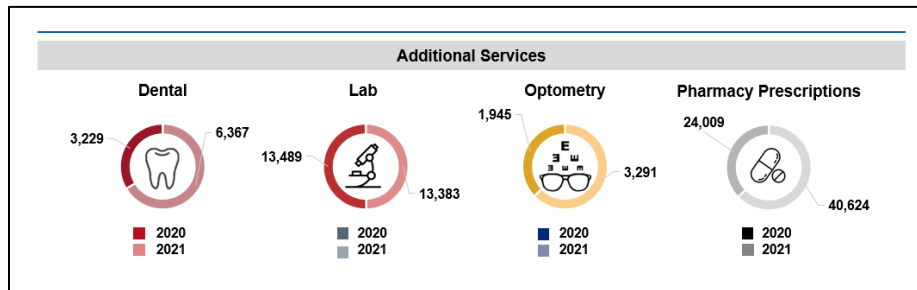 Additional Services
Dental
Lab
Optometry
Pharmacy Prescriptions
3,229
6,367
13,489
13,383
1,945
3,291
24,009
40,624
E
E E
E E E
2020
2021
2020
2021
2020
2021
2020
2021